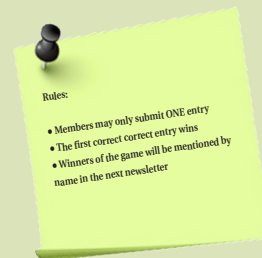 Rules:
• Members may only submit ONE entry
• The first correct correct entry wins
• Winners of the game will be mentioned by
name in the next newsletter